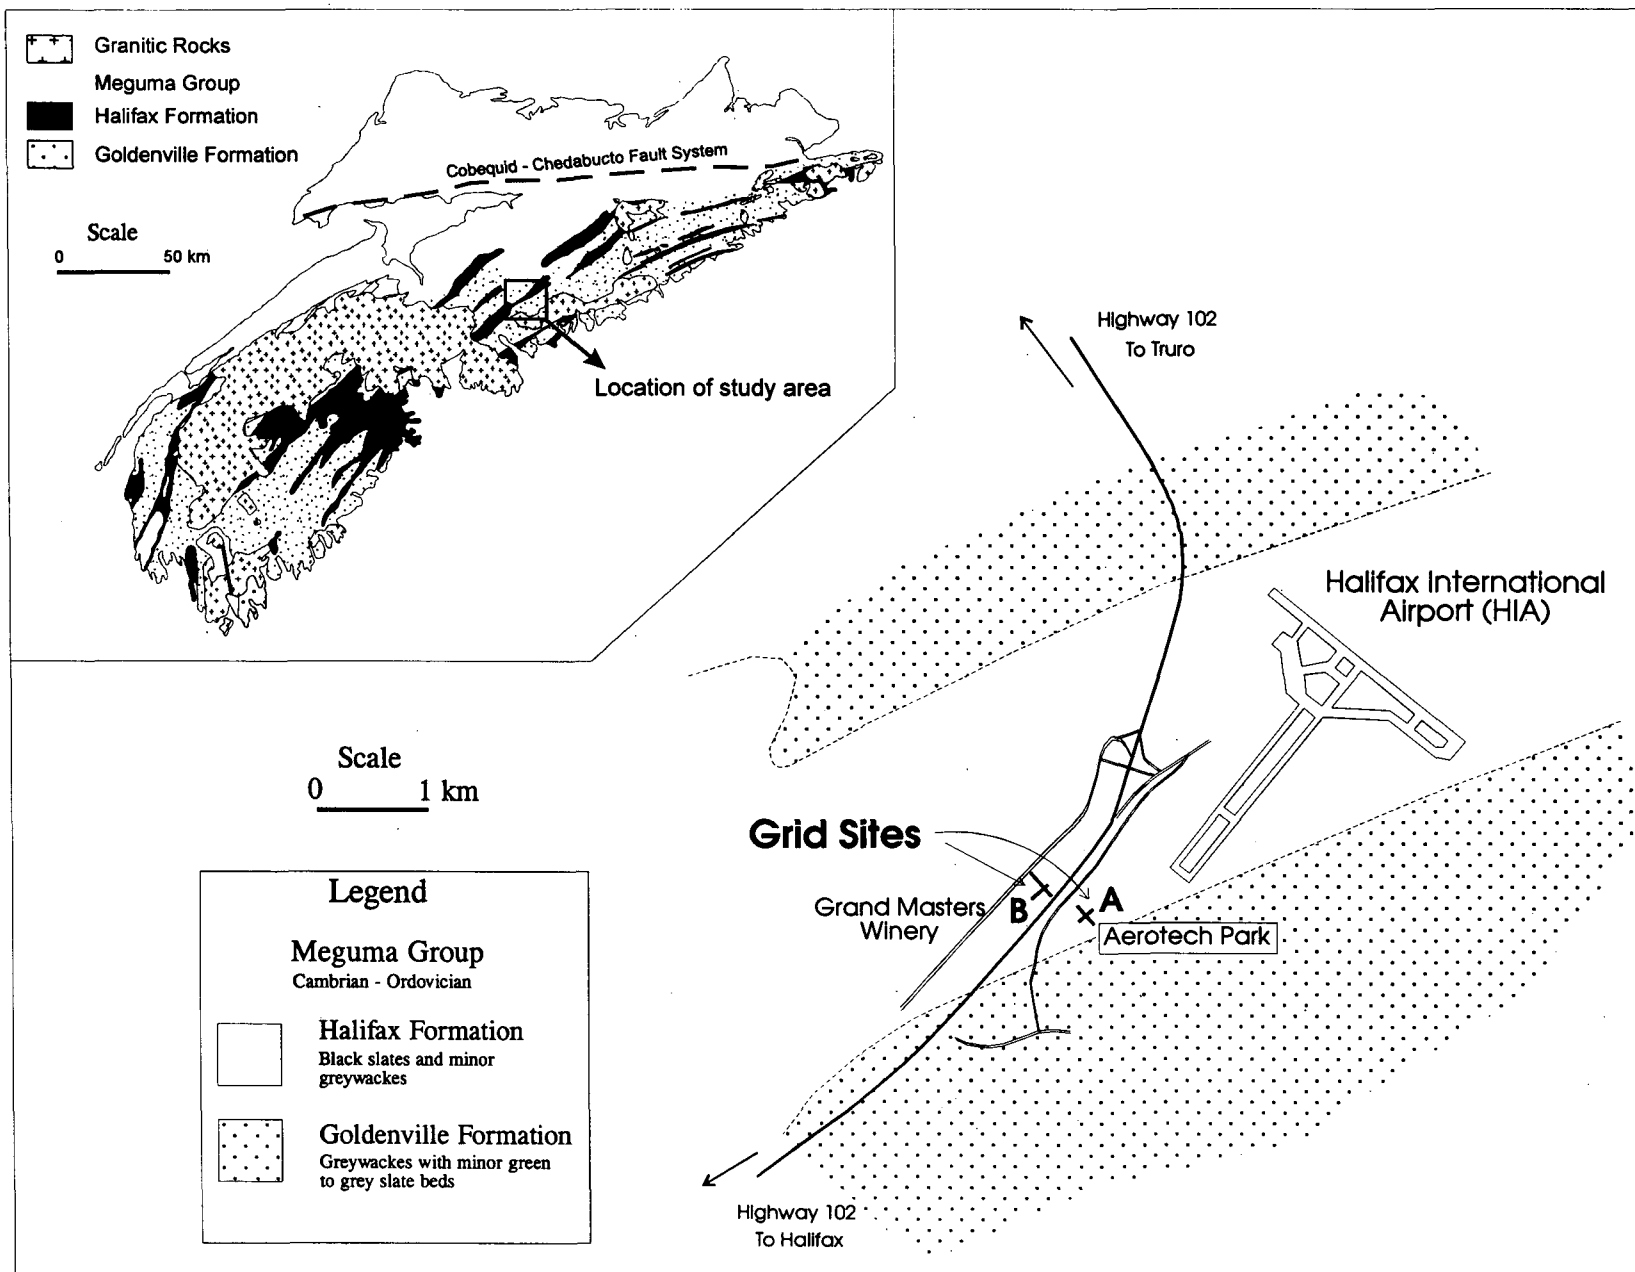 Granitic Rocks
Meguma Group
Halifax Formation
Goldenville Formation
Scale
0 50 km
Cobequid - Chedabucto Fault System
Location of study area
Highway 102
To Truro
Halifax International
Airport (HIA)
Scale
0 1 km
Grid Sites
Grand Masters
Winery
B
A
Aerotech Park
Legend
Meguma Group
Cambrian - Ordovician
Halifax Formation
Black slates and minor
greywackes
Goldenville Formation
Greywackes with minor green
to grey slate beds
Highway 102
To Halifax